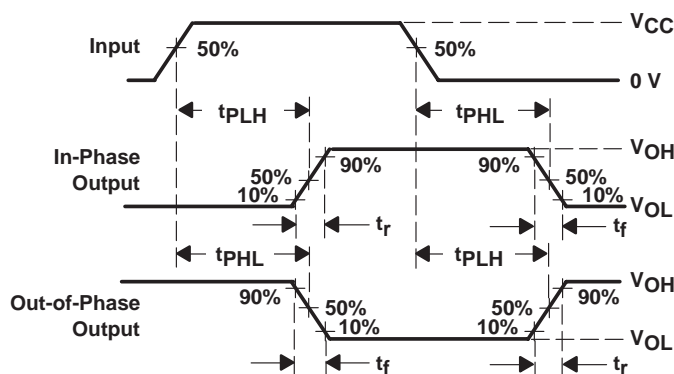 VCC
Input 50% 50%
0 V
tPLH tPHL
In-Phase 90% 90% VOH
Output 50% 50%
10% 10%
VOL
tr tf
tPHL tPLH
VOH
Out-of-Phase 90% 90%
Output 50% 50%
10% 10%
VOL
tf tr